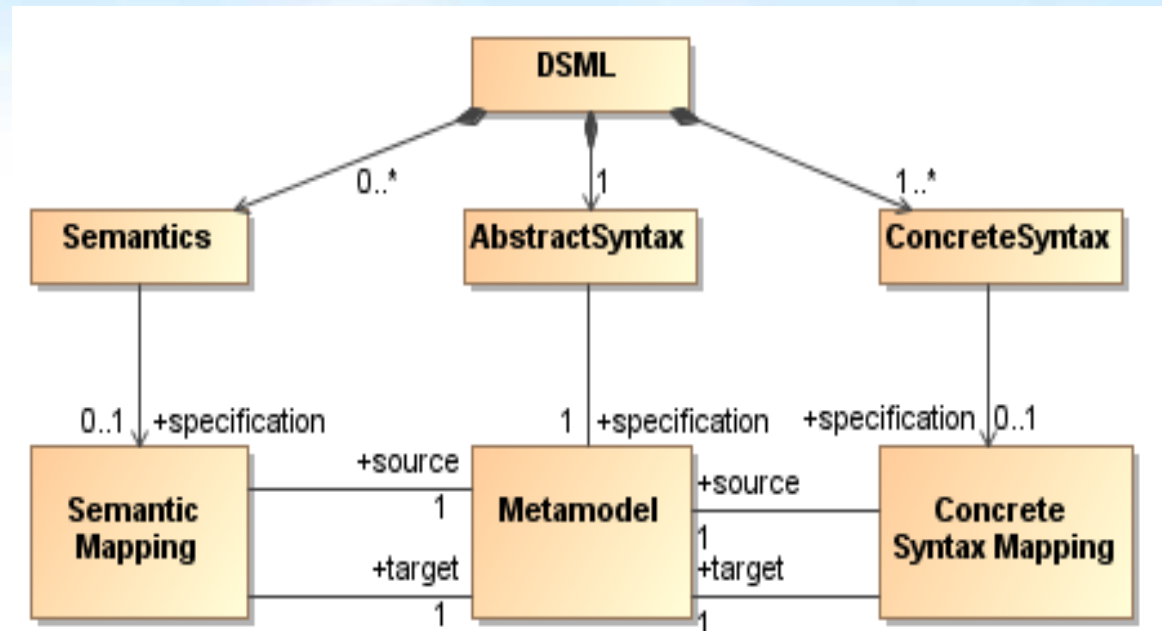 DSML
0..*
1
1..*
Semantics
AbstractSyntax
ConcreteSyntax
0..1 +specification
1 +specification
+specification 0..1
Semantic
Mapping
+source
1
+target
1
Metamodel
+source
1
+target
1
Concrete
Syntax Mapping